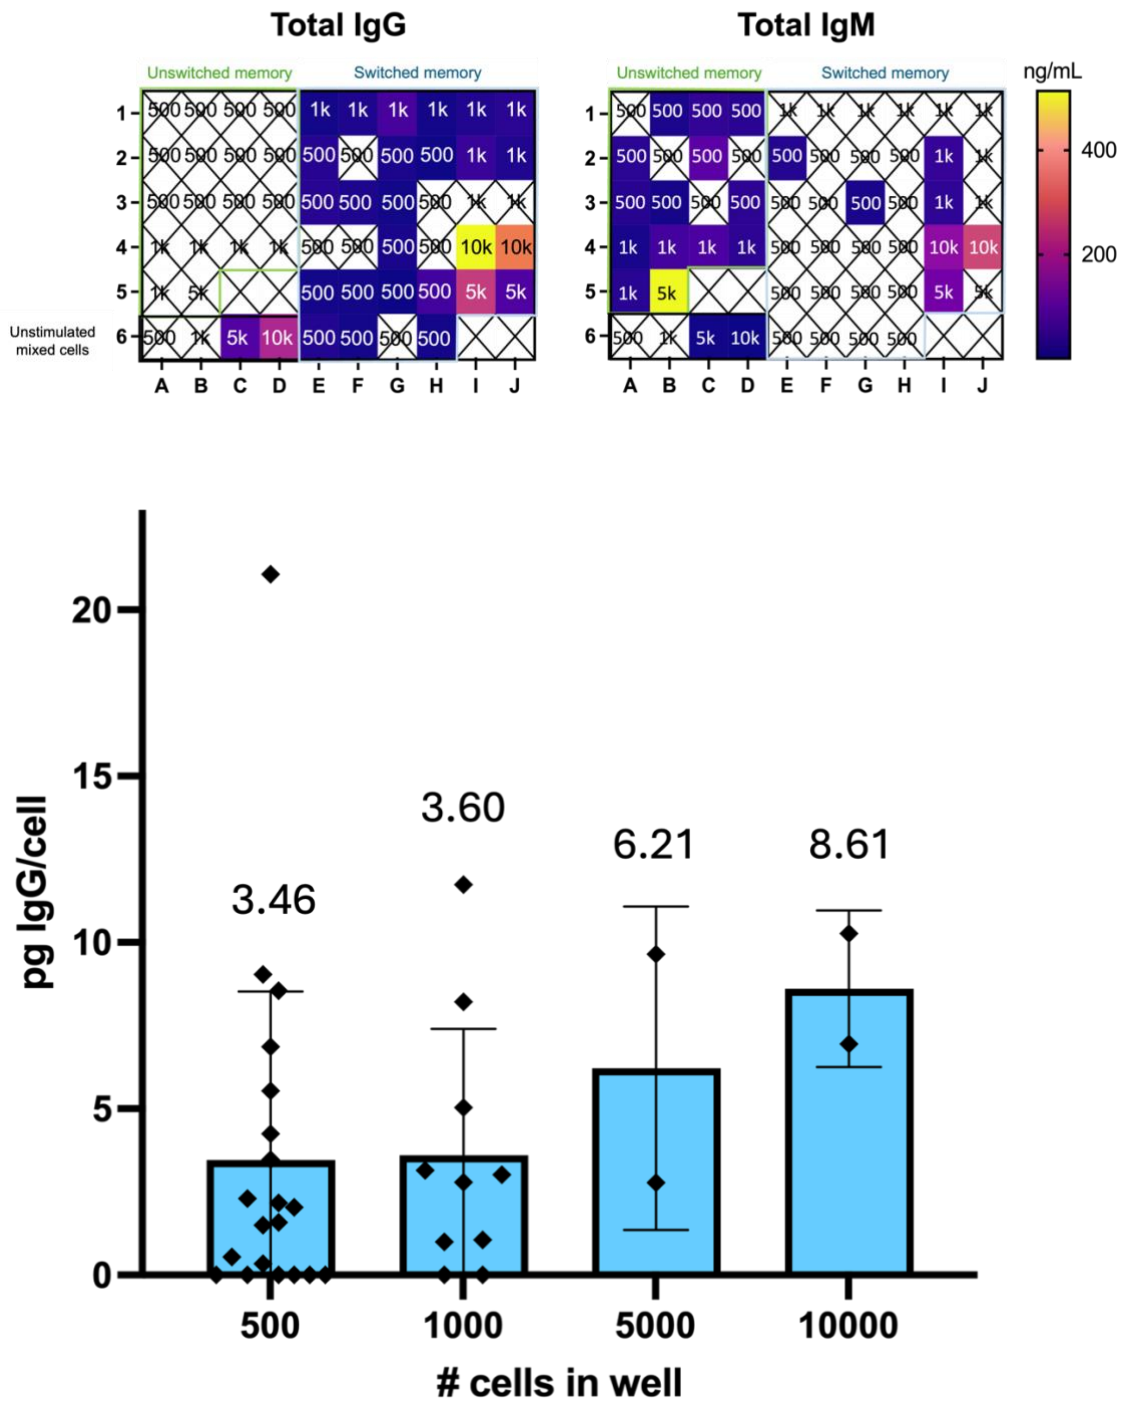 Total IgG Total IgM
Unswitched memory Switched memory Unswitched memory Switched memory ng/mL
1 500 500 500 500 1k 1k 1k 1k 1k 1k 1 500 500 500 500 1k 1k 1k 1k 1k 1k
2 500 500 500 500 500 500 500 500 1k 1k 2 500 500 500 500 500 500 500 500 1k 1k 400
3 500 500 500 500 500 500 500 500 1k 1k 3 500 500 500 500 500 500 500 500 1k 1k
4 1k 1k 1k 1k 500 500 500 500 10k 10k 4 1k 1k 1k 1k 500 500 500 500 10k 10k 200
5 1k 5k 500 500 500 500 5k 5k 5 1k 5k 500 500 500 500 5k 5k
Unstimulated
mixed cells
6 500 1k 5k 10k 500 500 500 500 6 500 1k 5k 10k 500 500 500 500
A B C D E F G H I J A B C D E F G H I J
pg IgG/cell
20
15
3.60
6.21 8.61
3.46
10
5
0
500 1000 5000 10000
# cells in well